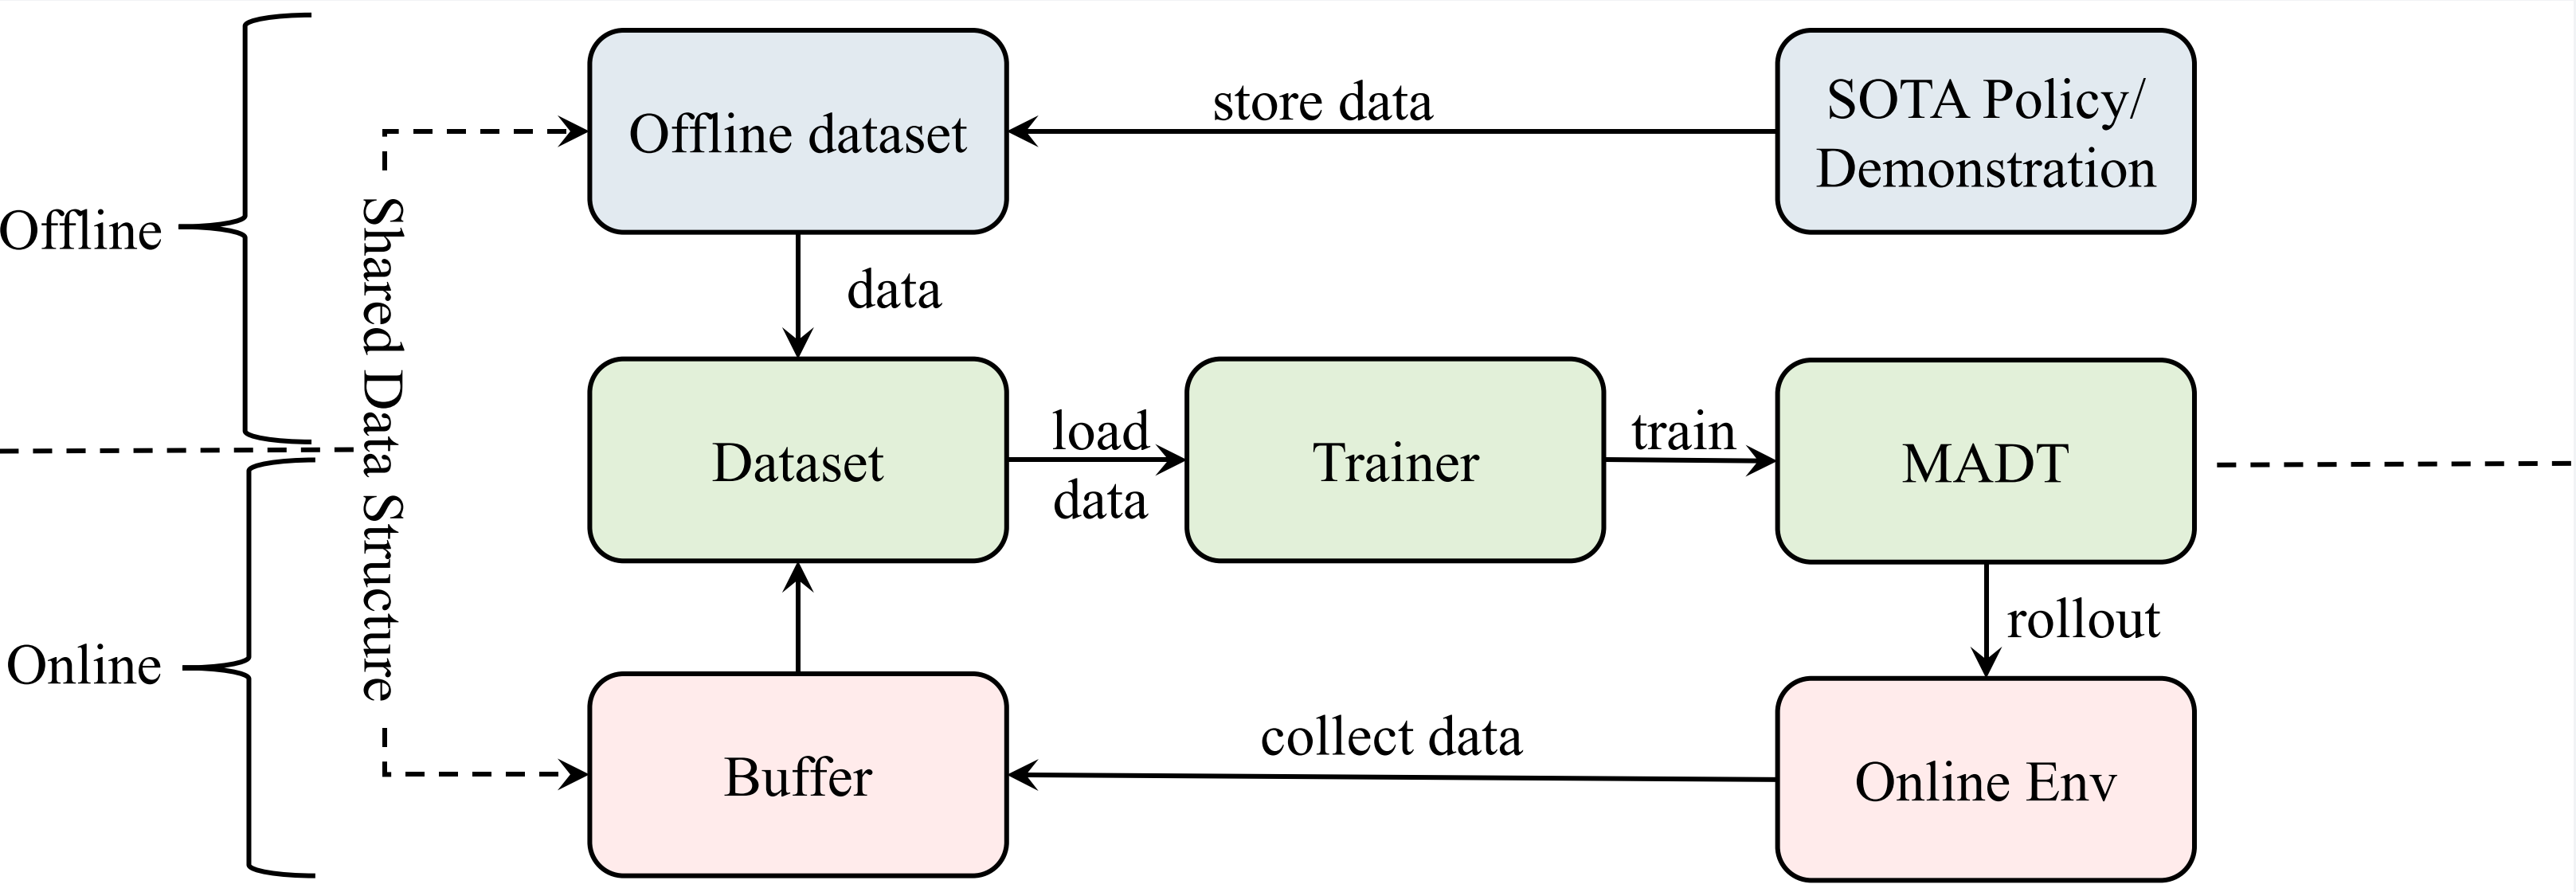 Offline dataset
store data
SOTA Policy/
Demonstration
Offline
Shared Data Structure
data
Dataset
load
data
Trainer
train
MADT
rollout
Online
Buffer
collect data
Online Env